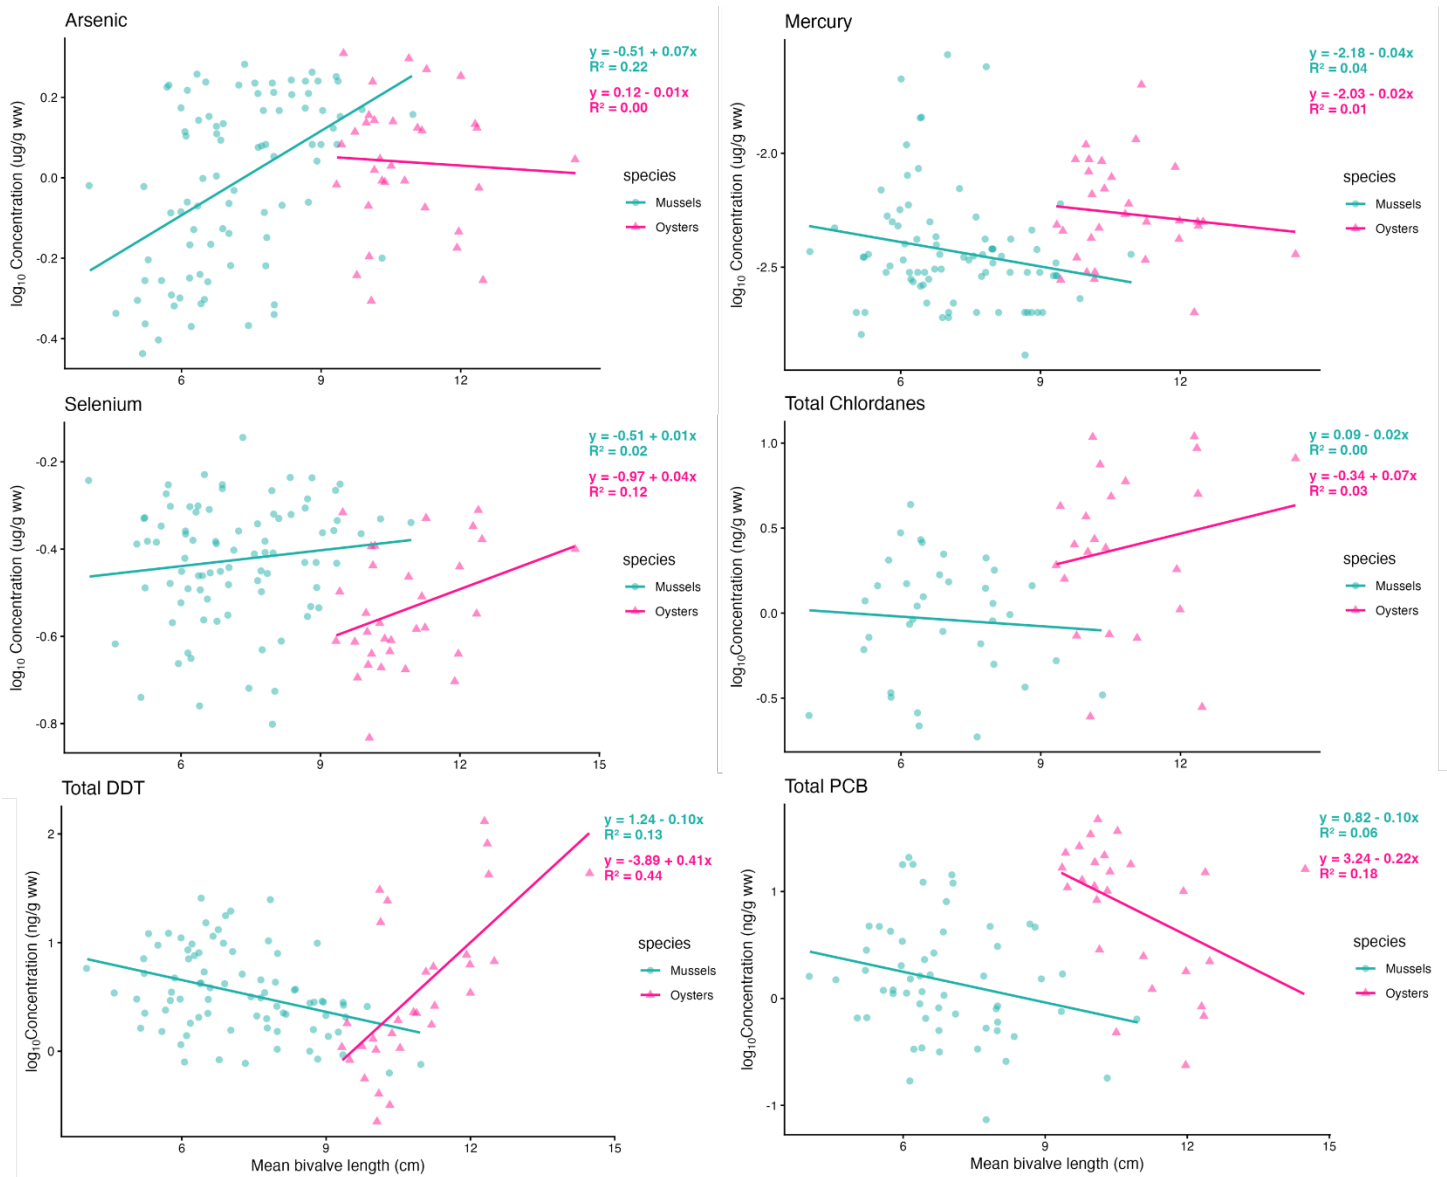 Arsenic
log₁₀ Concentration (ug/g ww)
0.2
0.0
-0.2
-0.4
6
9
12
y = -0.51 + 0.07x
R² = 0.22
y = 0.12 - 0.01x
R² = 0.00
species
Mussels
Oysters
Mercury
log₁₀ Concentration (ug/g ww)
-2.0
-2.5
6
9
12
y = -2.18 - 0.04x
R² = 0.04
y = -2.03 - 0.02x
R² = 0.01
species
Mussels
Oysters
Selenium
log₁₀ Concentration (ug/g ww)
-0.2
-0.4
-0.6
-0.8
6
9
12
15
y = -0.51 + 0.01x
R² = 0.02
y = -0.97 + 0.04x
R² = 0.12
species
Mussels
Oysters
Total Chlordanes
log₁₀Concentration (ng/g ww)
1.0
0.5
0.0
-0.5
6
9
12
y = 0.09 - 0.02x
R² = 0.00
y = -0.34 + 0.07x
R² = 0.03
species
Mussels
Oysters
Total DDT
log₁₀Concentration (ng/g ww)
2
1
0
6
9
12
15
Mean bivalve length (cm)
y = 1.24 - 0.10x
R² = 0.13
y = -3.89 + 0.41x
R² = 0.44
species
Mussels
Oysters
Total PCB
log₁₀Concentration (ng/g ww)
1
0
-1
6
9
12
15
Mean bivalve length (cm)
y = 0.82 - 0.10x
R² = 0.06
y = 3.24 - 0.22x
R² = 0.18
species
Mussels
Oysters